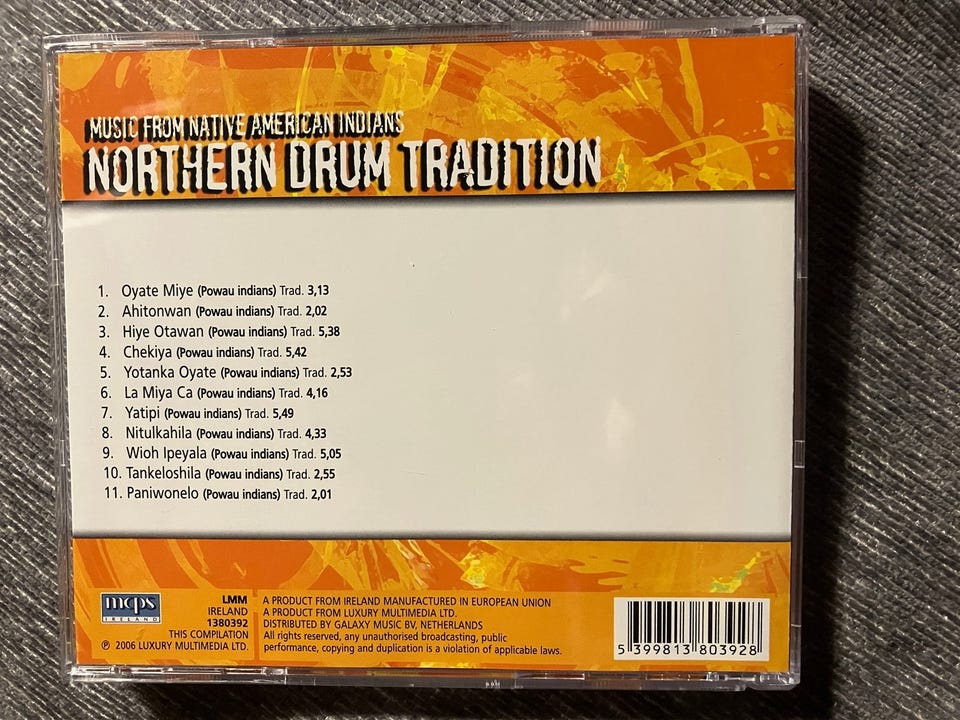 MUSIC FROM NATIVE AMERICAN INDIANS
NORTHERN DRUM TRADITION
1. Oyate Miye (Powau indians) Trad. 3,13
2. Ahitonwan (Powau indians) Trad. 2,02
3. Hiye Otawan (Powau indians) Trad. 5,38
4. Chekiya (Powau indians) Trad. 5,42
5. Yotanka Oyate (Powau indians) Trad. 2,53
6. La Miya Ca (Powau indians) Trad. 4,16
7. Yatipi (Powau indians) Trad. 5,49
8. Nitulkahila (Powau indians) Trad. 4,33
9. Wioh Ipeyala (Powau indians) Trad. 5,05
10. Tankeloshila (Powau indians) Trad. 2,55
11. Paniwonelo (Powau indians) Trad. 2,01
mcps
IRELAND
LMM
IRELAND
1380392
THIS COMPILATION
℗ 2006 LUXURY MULTIMEDIA LTD.
A PRODUCT FROM IRELAND MANUFACTURED IN EUROPEAN UNION
A PRODUCT FROM LUXURY MULTIMEDIA LTD.
DISTRIBUTED BY GALAXY MUSIC BV, NETHERLANDS
All rights reserved, any unauthorised broadcasting, public
performance, copying and duplication is a violation of applicable laws.
5 399813 803928